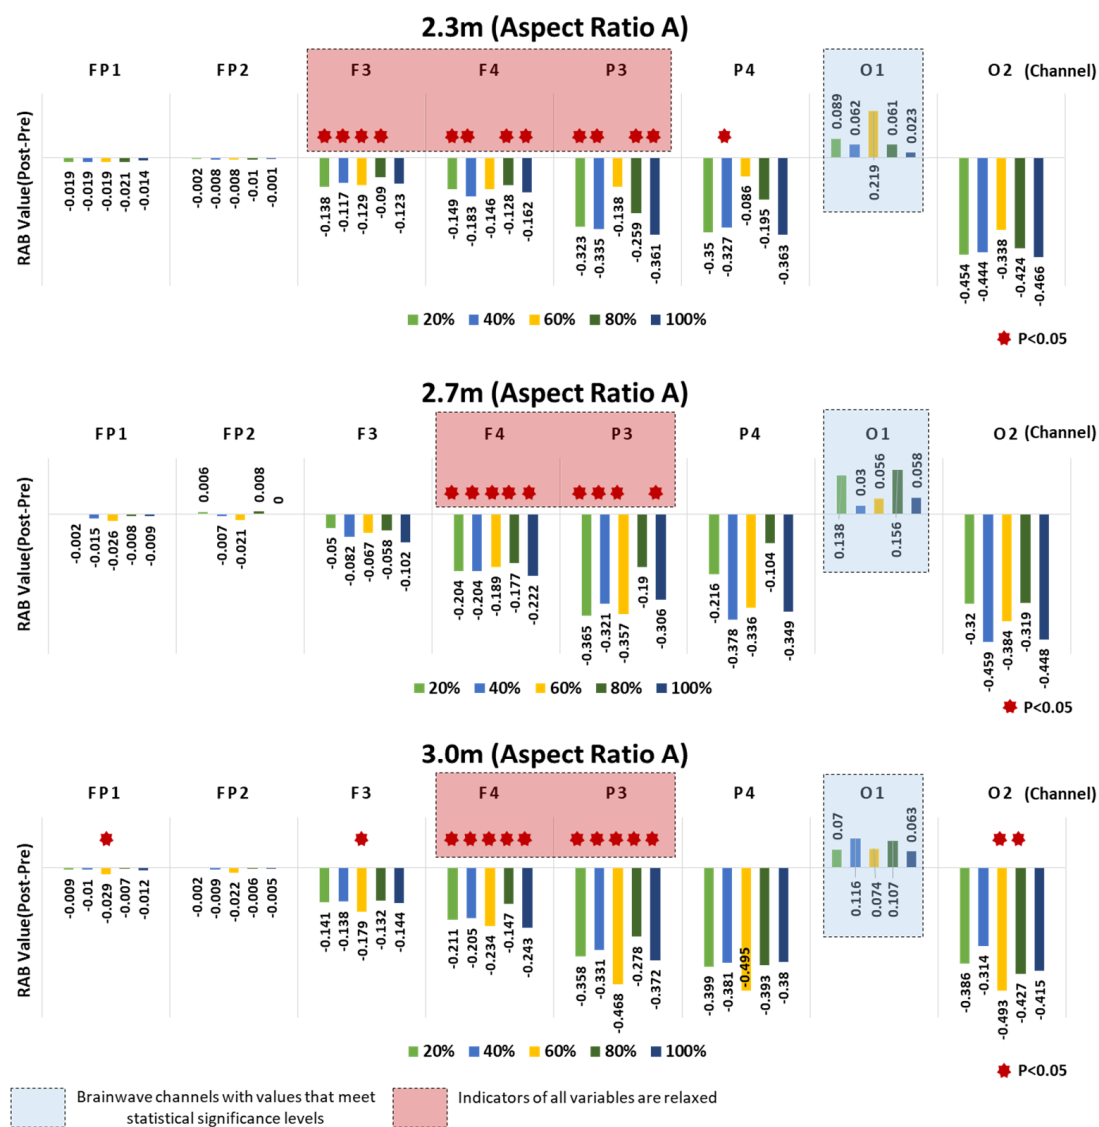 2.3m (Aspect Ratio A)
FP1 FP2 F3 F4 P3 P4 O1 O2 (Channel)
RAB Value(Post-Pre)
-0.019 -0.019 -0.019 -0.021 -0.014
-0.002 -0.008 -0.008 -0.01 -0.001
-0.138 -0.117 -0.129 -0.09 -0.123
-0.149 -0.183 -0.146 -0.128 -0.162
-0.323 -0.335 -0.138 -0.259 -0.361
-0.35 -0.327 -0.086 -0.195 -0.363
0.089 0.062 0.219 0.061 0.023
-0.454 -0.444 -0.338 -0.424 -0.466
20% 40% 60% 80% 100%
P<0.05
2.7m (Aspect Ratio A)
FP1 FP2 F3 F4 P3 P4 O1 O2 (Channel)
RAB Value(Post-Pre)
-0.002 -0.015 -0.026 -0.008 -0.009
0.006 -0.007 -0.021 0.008 0
-0.05 -0.082 -0.067 -0.058 -0.102
-0.204 -0.204 -0.189 -0.177 -0.222
-0.365 -0.321 -0.357 -0.19 -0.306
-0.216 -0.378 -0.336 -0.104 -0.349
0.138 0.03 0.056 0.156 0.058
-0.32 -0.459 -0.384 -0.319 -0.448
20% 40% 60% 80% 100%
P<0.05
3.0m (Aspect Ratio A)
FP1 FP2 F3 F4 P3 P4 O1 O2 (Channel)
RAB Value(Post-Pre)
-0.009 -0.01 -0.029 -0.007 -0.012
-0.002 -0.009 -0.022 -0.006 -0.005
-0.141 -0.138 -0.179 -0.132 -0.144
-0.211 -0.205 -0.234 -0.147 -0.243
-0.358 -0.331 -0.468 -0.278 -0.372
-0.399 -0.381 -0.495 -0.393 -0.38
0.07 0.116 0.074 0.107 0.063
-0.386 -0.314 -0.493 -0.427 -0.415
20% 40% 60% 80% 100%
P<0.05
Brainwave channels with values that meet
statistical significance levels
Indicators of all variables are relaxed